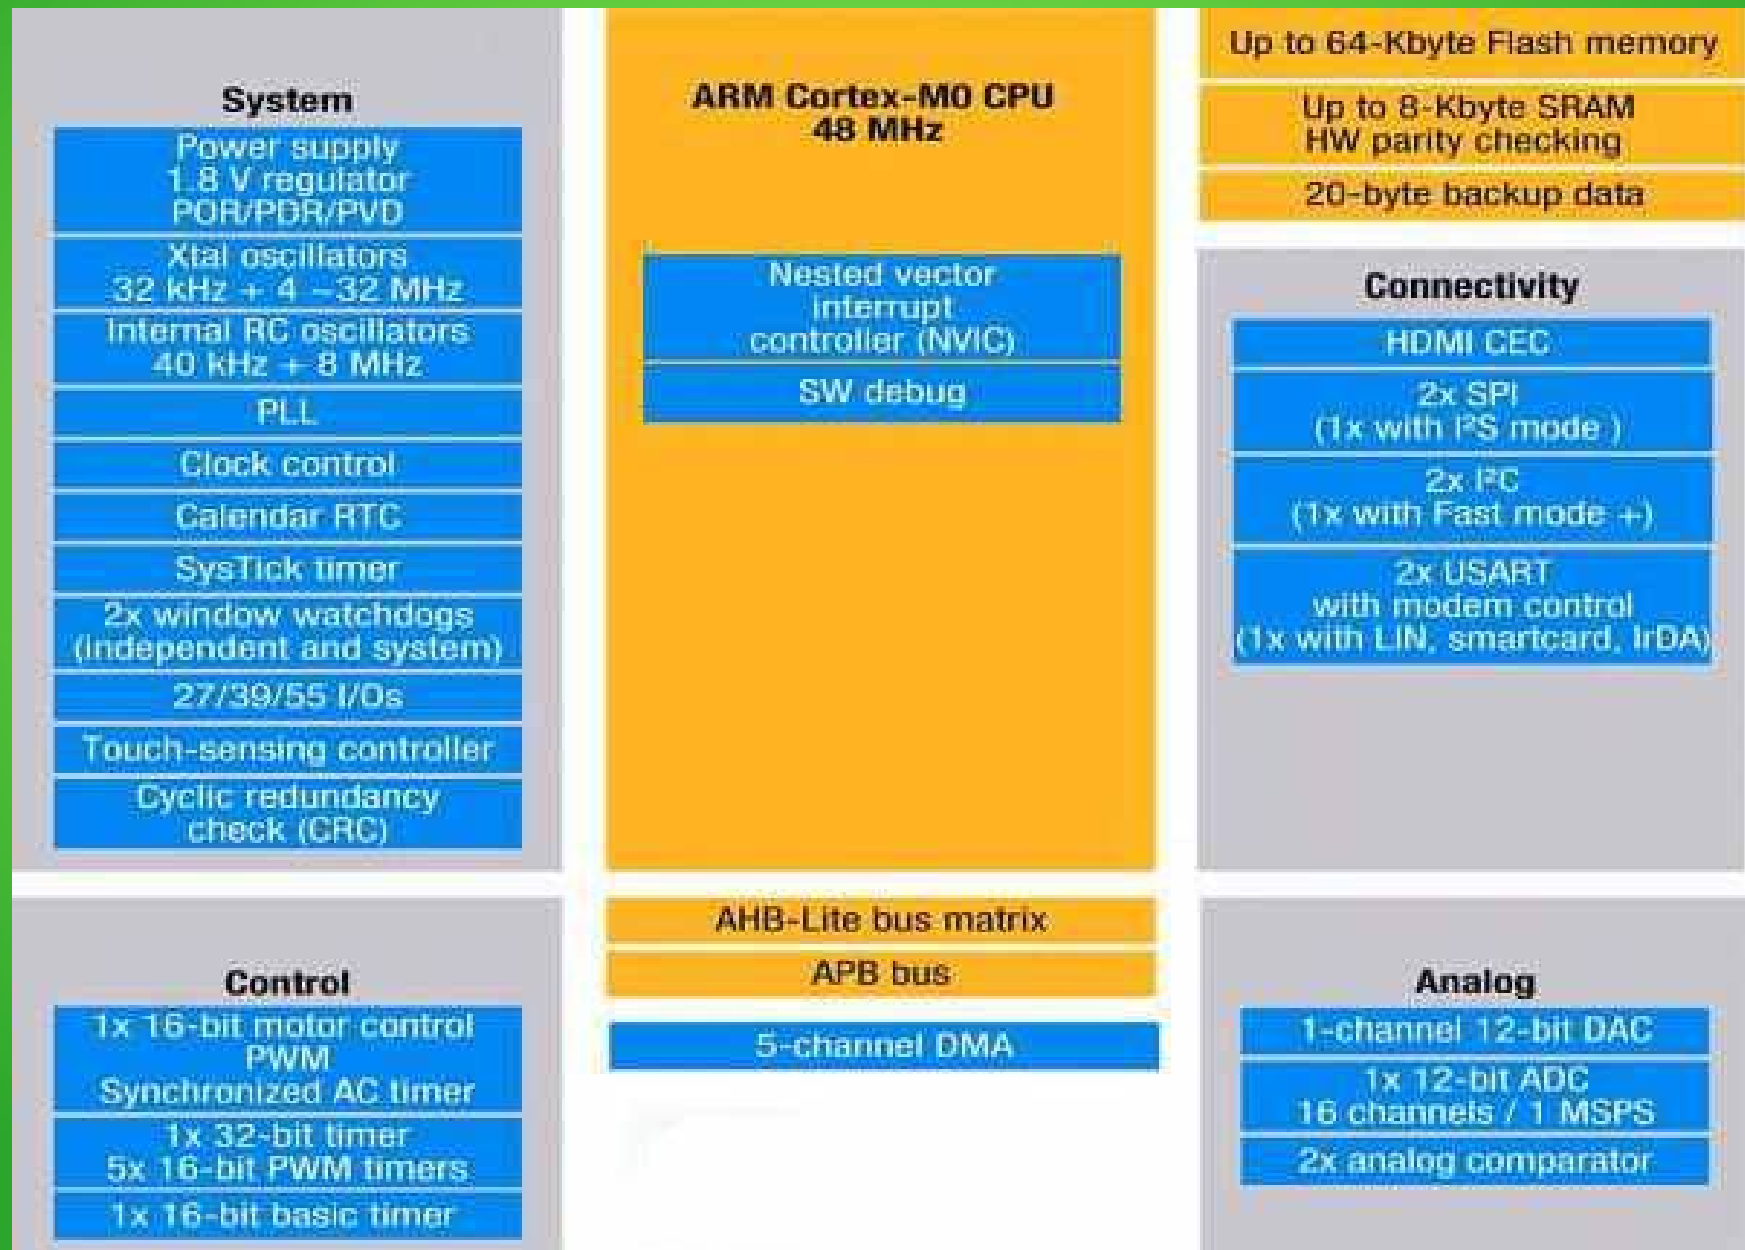 System
Power supply
1.8 V regulator
POR/PDR/PVD
Xtal oscillators
32 kHz + 4 ~32 MHz
Internal RC oscillators
40 kHz + 8 MHz
PLL
Clock control
Calendar RTC
SysTick timer
2x window watchdogs
(independent and system)
27/39/55 I/Os
Touch-sensing controller
Cyclic redundancy
check (CRC)
Control
1x 16-bit motor control
PWM
Synchronized AC timer
1x 32-bit timer
5x 16-bit PWM timers
1x 16-bit basic timer
ARM Cortex-M0 CPU
48 MHz
Nested vector
interrupt
controller (NVIC)
SW debug
AHB-Lite bus matrix
APB bus
5-channel DMA
Up to 64-Kbyte Flash memory
Up to 8-Kbyte SRAM
HW parity checking
20-byte backup data
Connectivity
HDMI CEC
2x SPI
(1x with I²S mode )
2x I²C
(1x with Fast mode +)
2x USART
with modem control
(1x with LIN, smartcard, IrDA)
Analog
1-channel 12-bit DAC
1x 12-bit ADC
16 channels / 1 MSPS
2x analog comparator